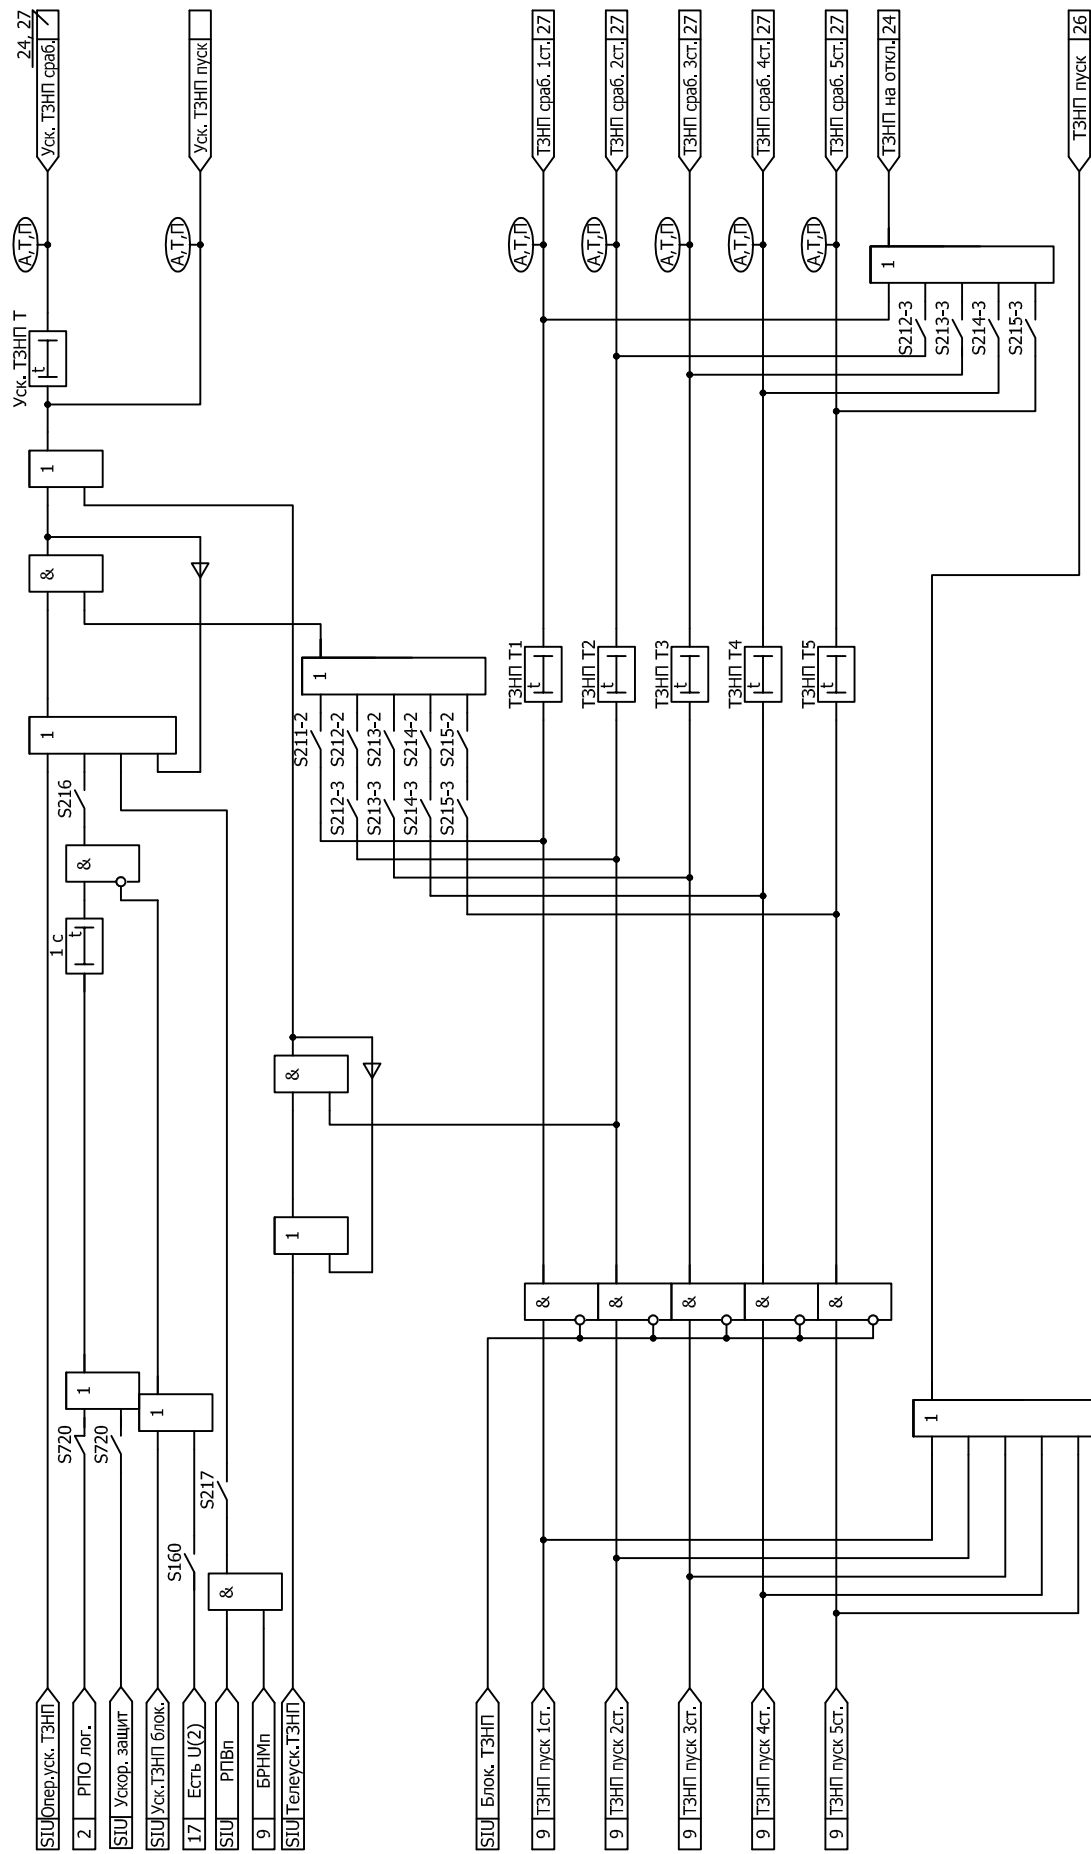 SIU Опер.уск. ТЗНП
2 РПО лог.
SIU Ускор. защит
SIU Уск.ТЗНП блок.
17 Есть U(2)
SIU РПВп
9 БРНМп
SIU Телеуск.ТЗНП
SIU Блок. ТЗНП
9 ТЗНП пуск 1ст.
9 ТЗНП пуск 2ст.
9 ТЗНП пуск 3ст.
9 ТЗНП пуск 4ст.
9 ТЗНП пуск 5ст.
S720
S720
S160
S217
1
1
&
1
1
&
&
&
&
&
1
&
1 с
t
&
S216
1
S212-3
S213-3
S214-3
S215-3
S211-2
S212-2
S213-2
S214-2
S215-2
1
&
1
ТЗНП Т1
t
ТЗНП Т2
t
ТЗНП Т3
t
ТЗНП Т4
t
ТЗНП Т5
t
Уск. ТЗНП Т
t
S212-3
S213-3
S214-3
S215-3
1
А,Т,П
А,Т,П
А,Т,П
А,Т,П
А,Т,П
А,Т,П
А,Т,П
24, 27
Уск. ТЗНП сраб.
Уск. ТЗНП пуск
ТЗНП сраб. 1ст. 27
ТЗНП сраб. 2ст. 27
ТЗНП сраб. 3ст. 27
ТЗНП сраб. 4ст. 27
ТЗНП сраб. 5ст. 27
ТЗНП на откл. 24
ТЗНП пуск 26